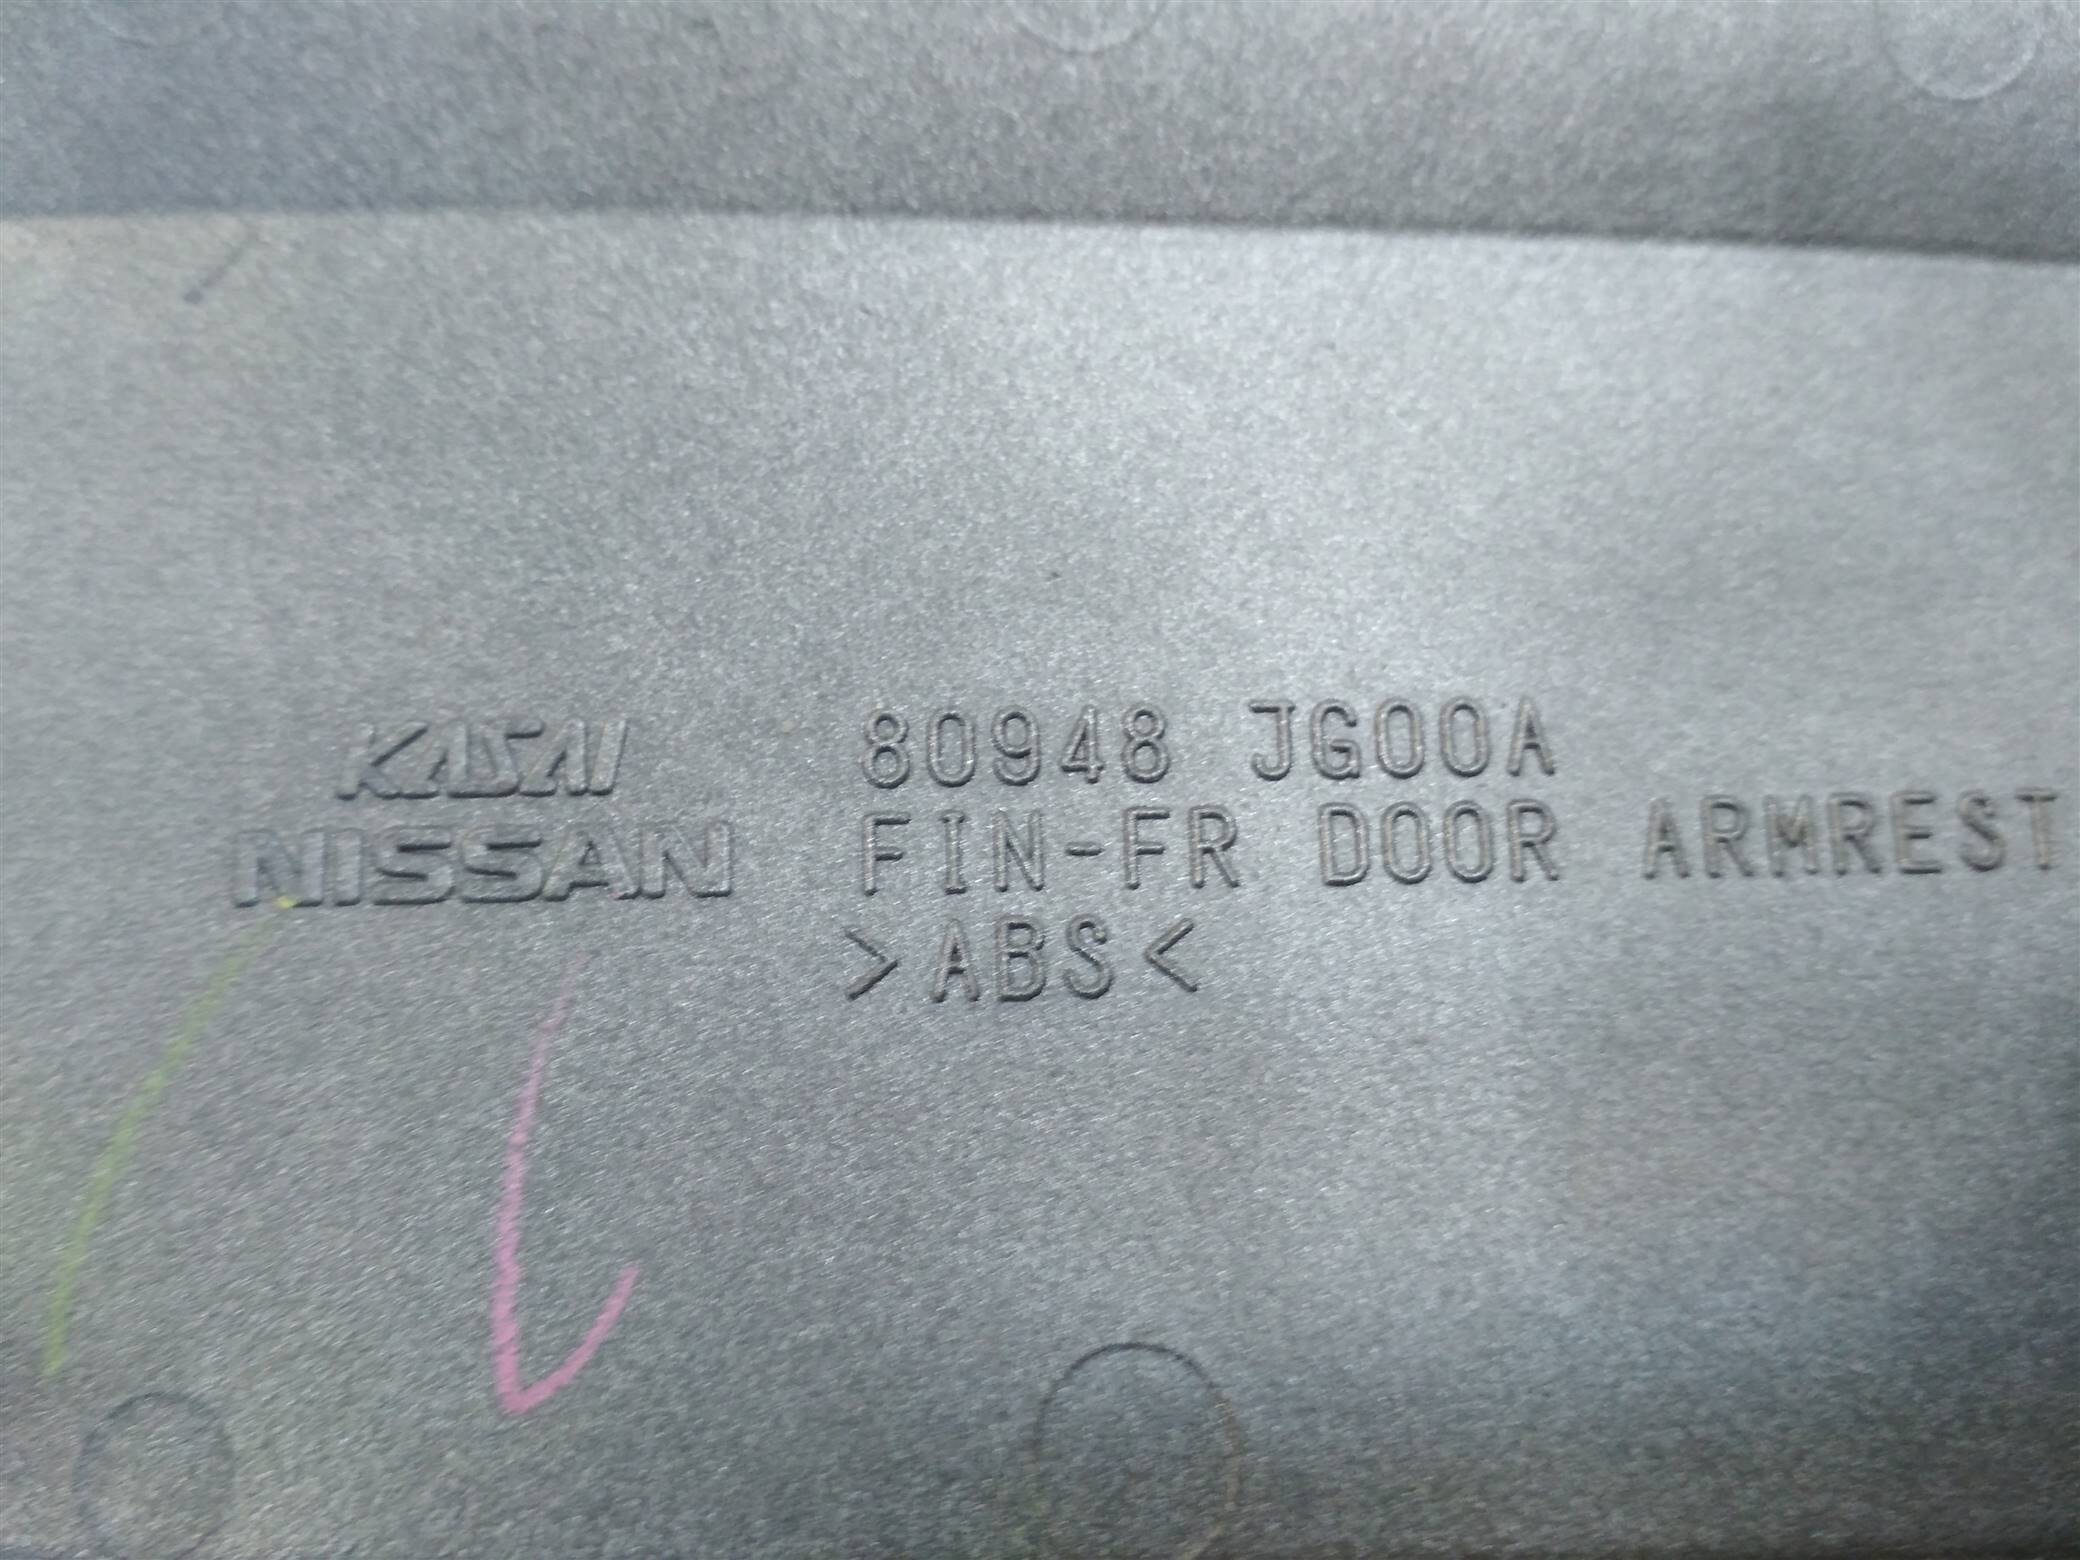 KASAI
NISSAN
80948 JG00A
FIN-FR DOOR ARMREST
>ABS<